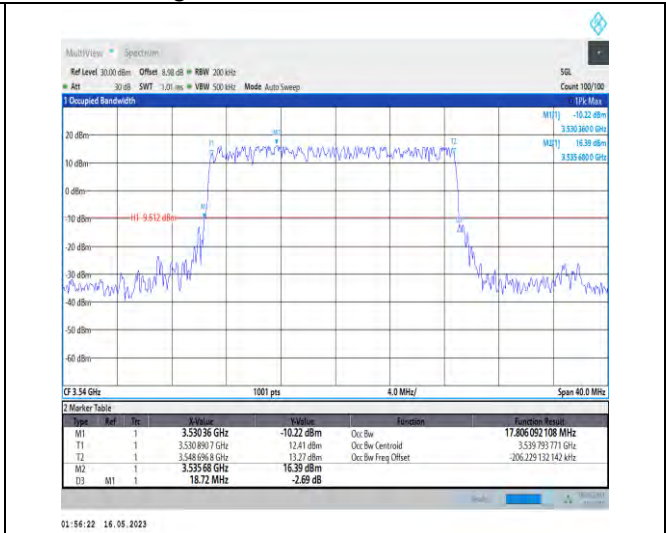 MultiView Spectrum
Ref Level 30.00 dBm Offset 8.98 dB RBW 200 kHz SGL
Att 30 dB SWT 1.01 ms VBW 500 kHz Mode Auto Sweep Count 100/100
1 Occupied Bandwidth 1Pk Max
M1[1] -10.22 dBm
3.530 360 0 GHz
M2[1] 16.39 dBm
3.535 680 0 GHz
20 dBm
T1 M2 T2
10 dBm
0 dBm
M1
-10 dBm H1 -9.612 dBm
-20 dBm
-30 dBm
-40 dBm
-50 dBm
-60 dBm
CF 3.54 GHz 1001 pts 4.0 MHz/ Span 40.0 MHz
2 Marker Table
Type Ref Trc X-Value Y-Value Function Function Result
M1 1 3.530 36 GHz -10.22 dBm Occ Bw 17.806 092 108 MHz
T1 1 3.530 890 7 GHz 12.41 dBm Occ Bw Centroid 3.539 793 771 GHz
T2 1 3.548 696 8 GHz 13.27 dBm Occ Bw Freq Offset -206.229 132 142 kHz
M2 1 3.535 68 GHz 16.39 dBm
D3 M1 1 18.72 MHz -2.69 dB
01:56:22 16.05.2023